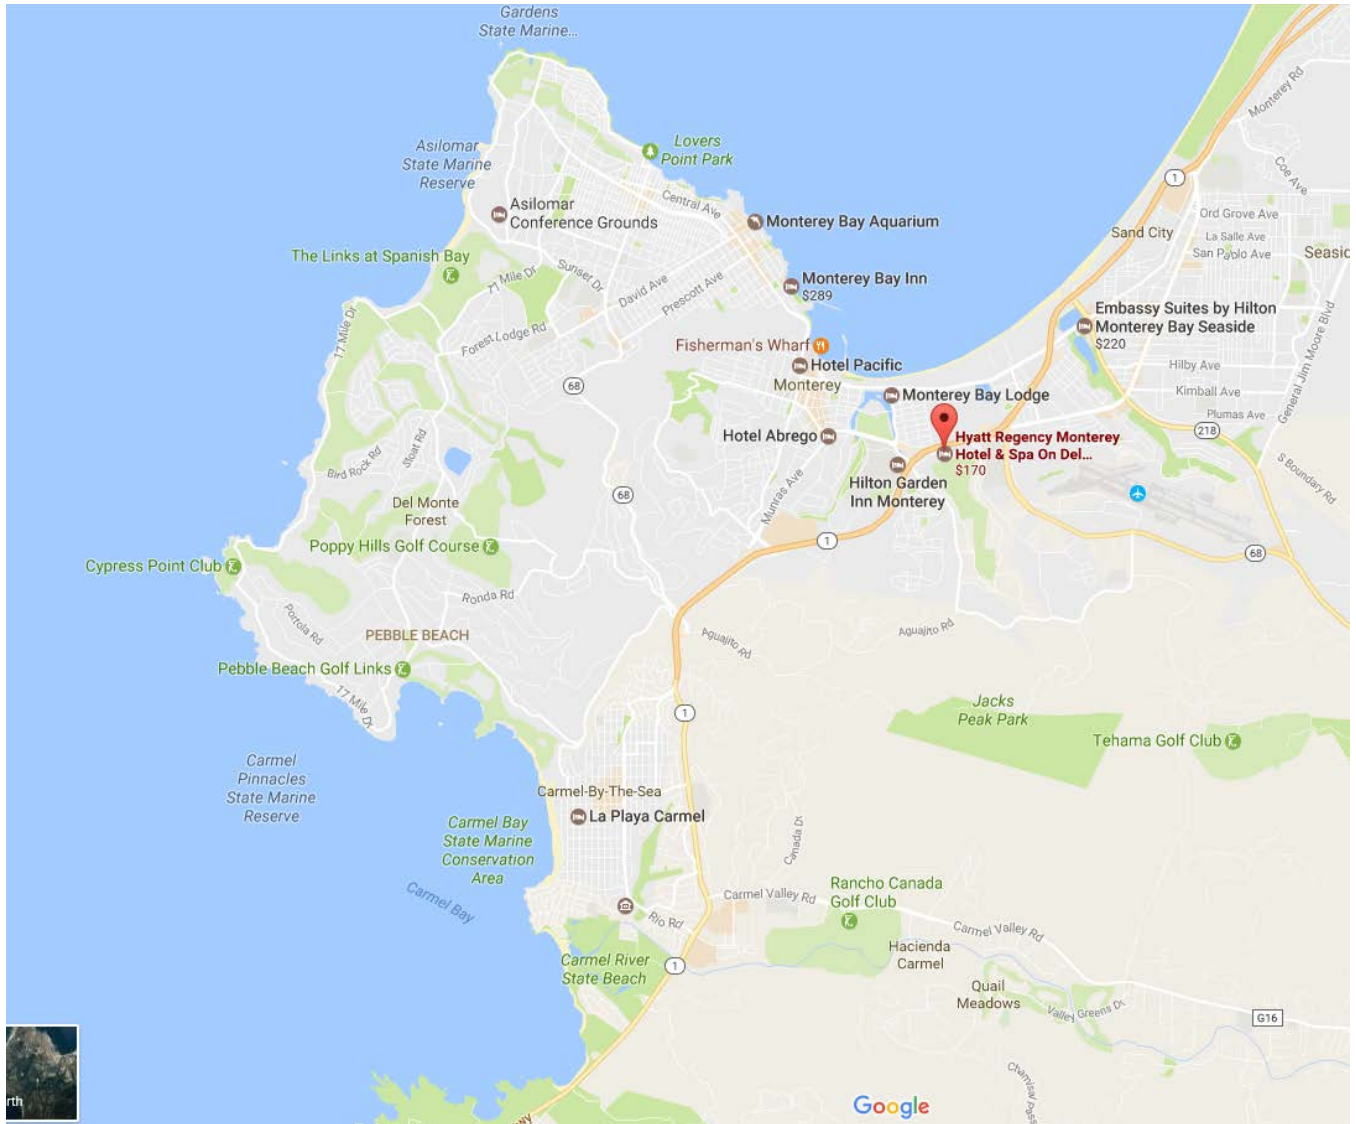 Gardens
State Marine...
Monterey Rd
Lovers
Point Park
Asilomar
State Marine
Reserve
Coe Ave
1
Asilomar
Conference Grounds
Central Ave
Monterey Bay Aquarium
Ord Grove Ave
Sand City
La Salle Ave
San Pablo Ave
Seasid
The Links at Spanish Bay
17 Mile Dr
Sunset Dr
David Ave
Prescott Ave
Monterey Bay Inn
$289
17 Mile Dr
Forest Lodge Rd
Embassy Suites by Hilton
Monterey Bay Seaside
$220
General Jim Moore Blvd
Fisherman's Wharf
Hotel Pacific
Monterey
Hilby Ave
68
Kimball Ave
Monterey Bay Lodge
Plumas Ave
218
Hotel Abrego
Hyatt Regency Monterey
Hotel & Spa On Del...
$170
Stoat Rd
Bird Rock Rd
S Boundary Rd
Hilton Garden
Inn Monterey
Munras Ave
68
Del Monte
Forest
1
Poppy Hills Golf Course
68
Cypress Point Club
Ronda Rd
Portola Rd
PEBBLE BEACH
Aguajito Rd
Aguajito Rd
Pebble Beach Golf Links
17 Mile Dr
Jacks
Peak Park
1
Tehama Golf Club
Carmel
Pinnacles
State Marine
Reserve
Carmel-By-The-Sea
La Playa Carmel
Carmel Bay
State Marine
Conservation
Area
Canada Dr
Carmel Bay
Rancho Canada
Golf Club
Carmel Valley Rd
Rio Rd
Carmel Valley Rd
Hacienda
Carmel
Carmel River
State Beach
1
Quail
Meadows
Valley Greens Dr
G16
Chamisal Pass
rth
Google
NY